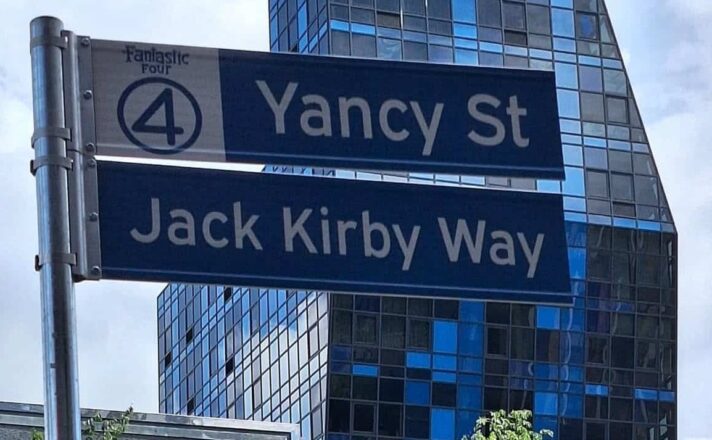 Fantastic
Four
4
Yancy St
Jack Kirby Way